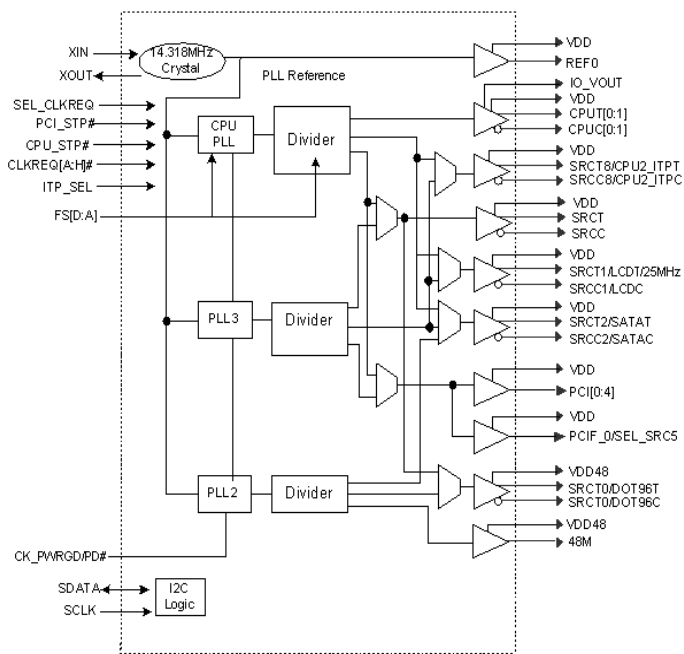 XIN
XOUT
14.318MHz
Crystal
PLL Reference
VDD
REF0
SEL_CLKREQ
PCI_STP#
CPU_STP#
CLKREQ[A:H]#
ITP_SEL
FS[D:A]
CPU
PLL
Divider
IO_VOUT
VDD
CPUT[0:1]
CPUC[0:1]
VDD
SRCT8/CPU2_ITPT
SRCC8/CPU2_ITPC
VDD
SRCT
SRCC
VDD
SRCT1/LCDT/25MHz
SRCC1/LCDC
PLL3
Divider
VDD
SRCT2/SATAT
SRCC2/SATAC
VDD
PCI[0:4]
VDD
PCIF_0/SEL_SRC5
PLL2
Divider
VDD48
SRCT0/DOT96T
SRCT0/DOT96C
VDD48
48M
CK_PWRGD/PD#
SDATA
SCLK
I2C
Logic